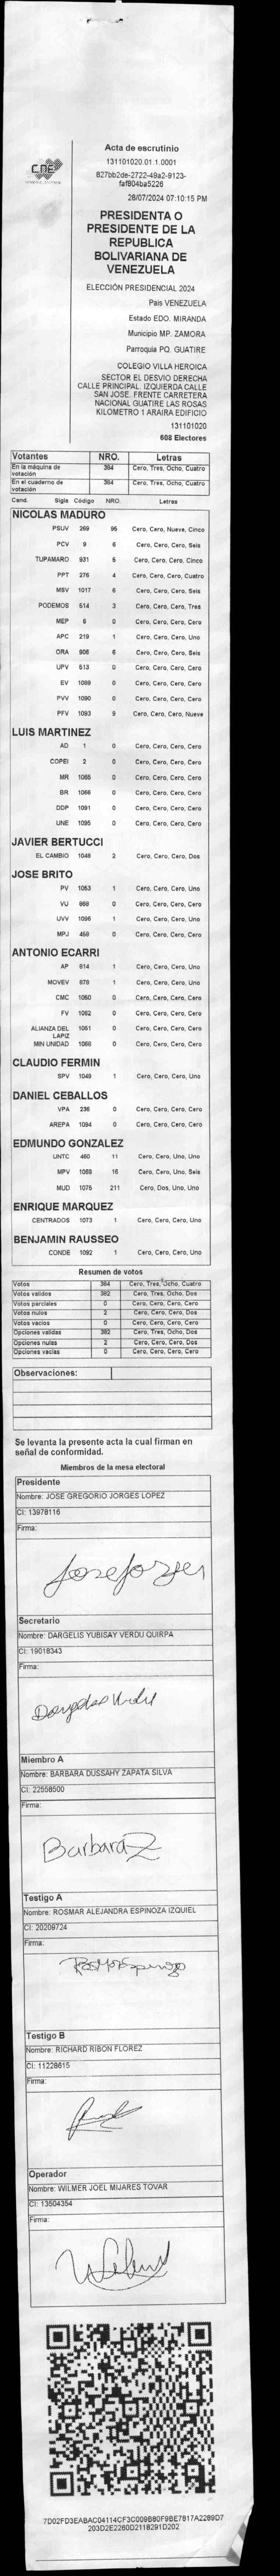 CNE
Acta de escrutinio
131101020.01.1.0001
827bb2de-2722-49a2-9123-
faf804ba5226
28/07/2024 07:10:15 PM
PRESIDENTA O
PRESIDENTE DE LA
REPUBLICA
BOLIVARIANA DE
VENEZUELA
ELECCIÓN PRESIDENCIAL 2024
Pais VENEZUELA
Estado EDO. MIRANDA
Municipio MP. ZAMORA
Parroquia PQ. GUATIRE
COLEGIO VILLA HEROICA
SECTOR EL DESVIO DERECHA
CALLE PRINCIPAL. IZQUIERDA CALLE
SAN JOSE. FRENTE CARRETERA
NACIONAL GUATIRE LAS ROSAS
KILOMETRO 1 ARAIRA EDIFICIO
131101020
608 Electores
Votantes NRO. Letras
En la máquina de votación 384 Cero, Tres, Ocho, Cuatro
En el cuaderno de votación 384 Cero, Tres, Ocho, Cuatro
Cand. Sigla Código NRO. Letras
NICOLAS MADURO
PSUV 269 95 Cero, Cero, Nueve, Cinco
PCV 9 6 Cero, Cero, Cero, Seis
TUPAMARO 931 5 Cero, Cero, Cero, Cinco
PPT 276 4 Cero, Cero, Cero, Cuatro
MSV 1017 6 Cero, Cero, Cero, Seis
PODEMOS 514 3 Cero, Cero, Cero, Tres
MEP 6 0 Cero, Cero, Cero, Cero
APC 219 1 Cero, Cero, Cero, Uno
ORA 906 6 Cero, Cero, Cero, Seis
UPV 513 0 Cero, Cero, Cero, Cero
EV 1089 0 Cero, Cero, Cero, Cero
PVV 1090 0 Cero, Cero, Cero, Cero
PFV 1093 9 Cero, Cero, Cero, Nueve
LUIS MARTINEZ
AD 1 0 Cero, Cero, Cero, Cero
COPEI 2 0 Cero, Cero, Cero, Cero
MR 1065 0 Cero, Cero, Cero, Cero
BR 1066 0 Cero, Cero, Cero, Cero
DDP 1091 0 Cero, Cero, Cero, Cero
UNE 1095 0 Cero, Cero, Cero, Cero
JAVIER BERTUCCI
EL CAMBIO 1048 2 Cero, Cero, Cero, Dos
JOSE BRITO
PV 1053 1 Cero, Cero, Cero, Uno
VU 868 0 Cero, Cero, Cero, Cero
UVV 1096 1 Cero, Cero, Cero, Uno
MPJ 458 0 Cero, Cero, Cero, Cero
ANTONIO ECARRI
AP 814 1 Cero, Cero, Cero, Uno
MOVEV 878 1 Cero, Cero, Cero, Uno
CMC 1050 0 Cero, Cero, Cero, Cero
FV 1052 0 Cero, Cero, Cero, Cero
ALIANZA DEL LAPIZ 1051 0 Cero, Cero, Cero, Cero
MIN UNIDAD 1068 0 Cero, Cero, Cero, Cero
CLAUDIO FERMIN
SPV 1049 1 Cero, Cero, Cero, Uno
DANIEL CEBALLOS
VPA 236 0 Cero, Cero, Cero, Cero
AREPA 1094 0 Cero, Cero, Cero, Cero
EDMUNDO GONZALEZ
UNTC 460 11 Cero, Cero, Uno, Uno
MPV 1069 16 Cero, Cero, Uno, Seis
MUD 1075 211 Cero, Dos, Uno, Uno
ENRIQUE MARQUEZ
CENTRADOS 1073 1 Cero, Cero, Cero, Uno
BENJAMIN RAUSSEO
CONDE 1092 1 Cero, Cero, Cero, Uno
Resumen de votos
Votos 384 Cero, Tres, Ocho, Cuatro
Votos validos 382 Cero, Tres, Ocho, Dos
Votos parciales 0 Cero, Cero, Cero, Cero
Votos nulos 2 Cero, Cero, Cero, Dos
Votos vacios 0 Cero, Cero, Cero, Cero
Opciones validas 382 Cero, Tres, Ocho, Dos
Opciones nulas 2 Cero, Cero, Cero, Dos
Opciones vacias 0 Cero, Cero, Cero, Cero
Observaciones:
Se levanta la presente acta la cual firman en
señal de conformidad.
Miembros de la mesa electoral
Presidente
Nombre: JOSE GREGORIO JORGES LOPEZ
CI: 13978116
Firma:
Secretario
Nombre: DARGELIS YUBISAY VERDU QUIRPA
CI: 19018343
Firma:
Dargelis Verdu
Miembro A
Nombre: BARBARA DUSSAHY ZAPATA SILVA
CI: 22558500
Firma:
Barbara Z
Testigo A
Nombre: ROSMAR ALEJANDRA ESPINOZA IZQUIEL
CI: 20209724
Firma:
Testigo B
Nombre: RICHARD RIBON FLOREZ
CI: 11228615
Firma:
Operador
Nombre: WILMER JOEL MIJARES TOVAR
CI: 13504354
Firma:
7D02FD3EABAC04114CF3C009B80F9BE7817A2289D7
203D2E2260D2118291D202